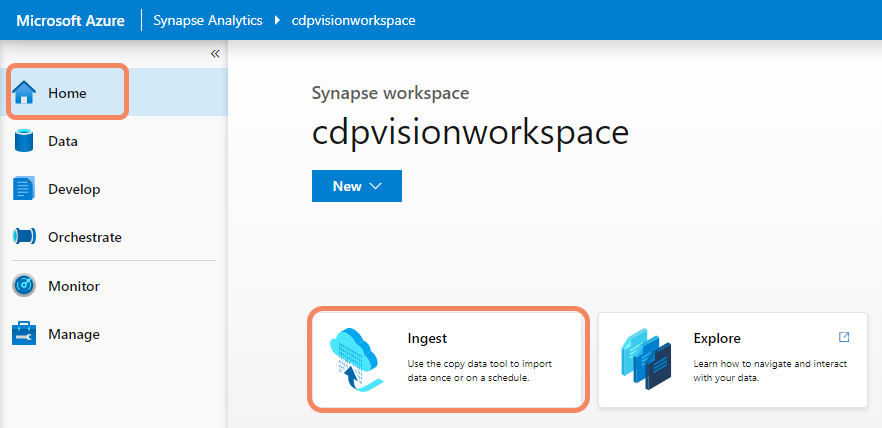 Microsoft Azure Synapse Analytics cdpvisionworkspace
«
Home
Data
Develop
Orchestrate
Monitor
Manage
Synapse workspace
cdpvisionworkspace
New
Ingest
Use the copy data tool to import
data once or on a schedule.
Explore
Learn how to navigate and interact
with your data.